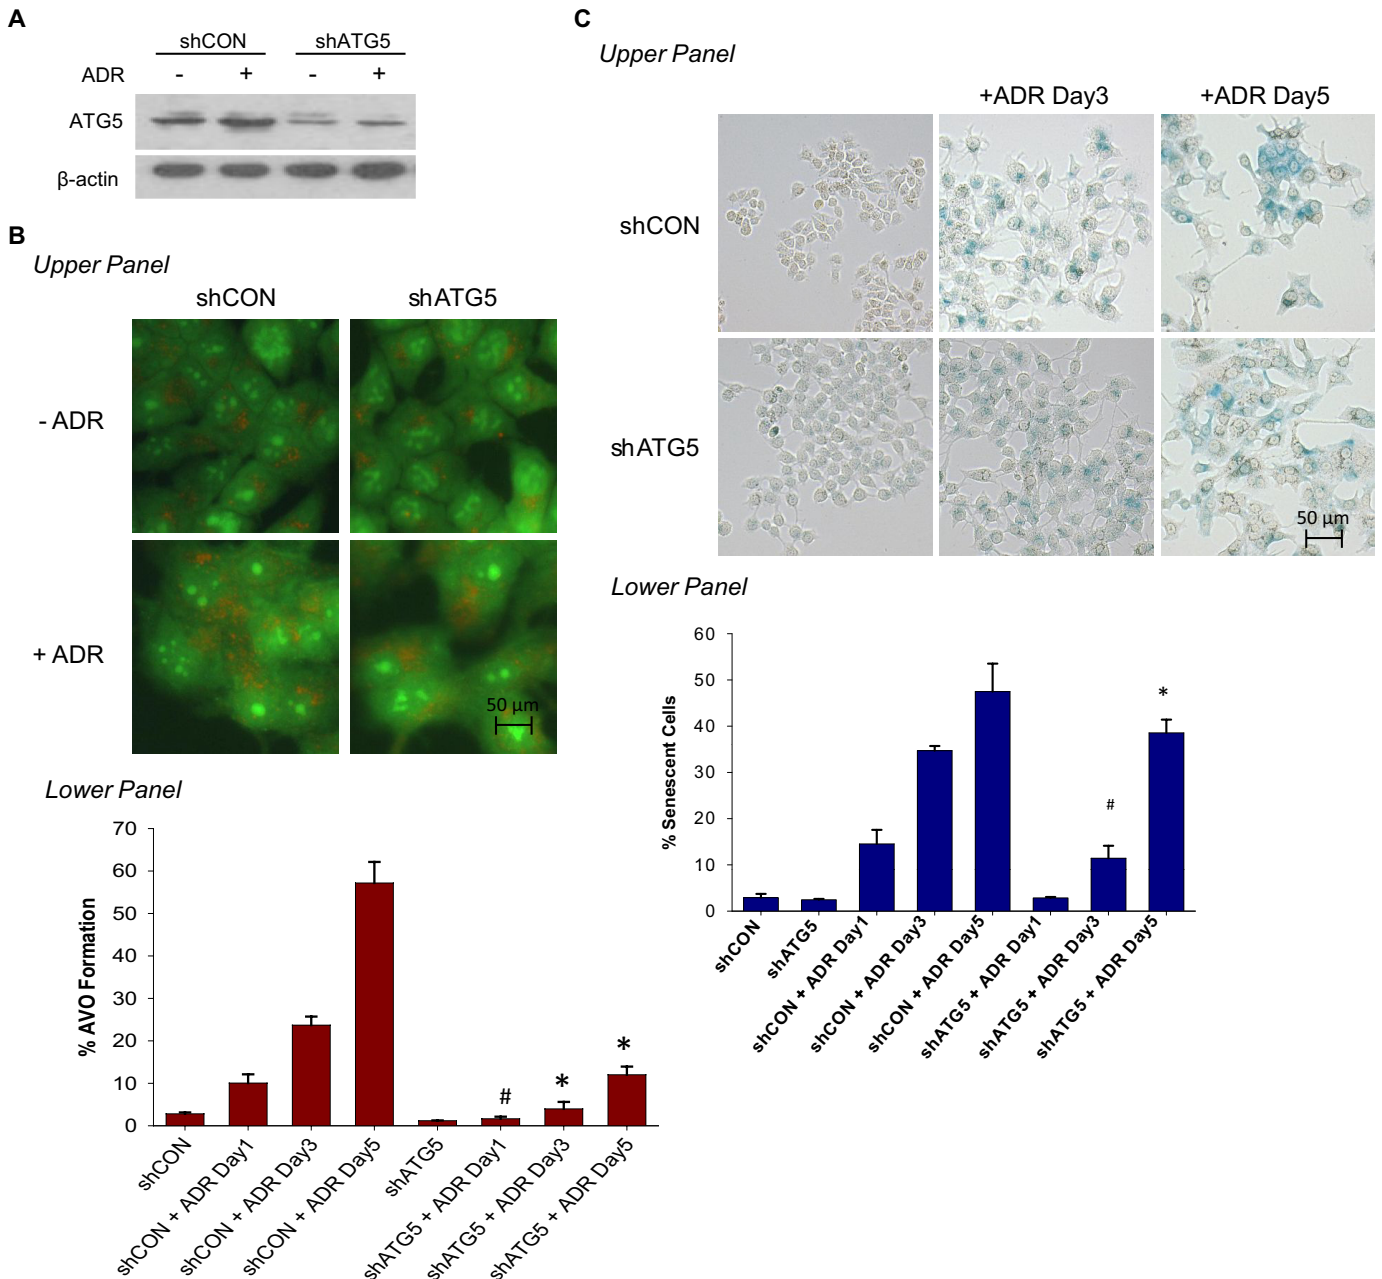 A
shCON shATG5
ADR - + - +
ATG5
β-actin
B
Upper Panel
shCON shATG5
- ADR
+ ADR
50 μm
Lower Panel
% AVO Formation
70
60
50
40
30
20
10
0
shCON
shCON + ADR Day1
shCON + ADR Day3
shCON + ADR Day5
shATG5
shATG5 + ADR Day1
shATG5 + ADR Day3
shATG5 + ADR Day5
#
*
*
C
Upper Panel
+ADR Day3 +ADR Day5
shCON
shATG5
50 μm
Lower Panel
% Senescent Cells
60
50
40
30
20
10
0
shCON
shATG5
shCON + ADR Day1
shCON + ADR Day3
shCON + ADR Day5
shATG5 + ADR Day1
shATG5 + ADR Day3
shATG5 + ADR Day5
#
*